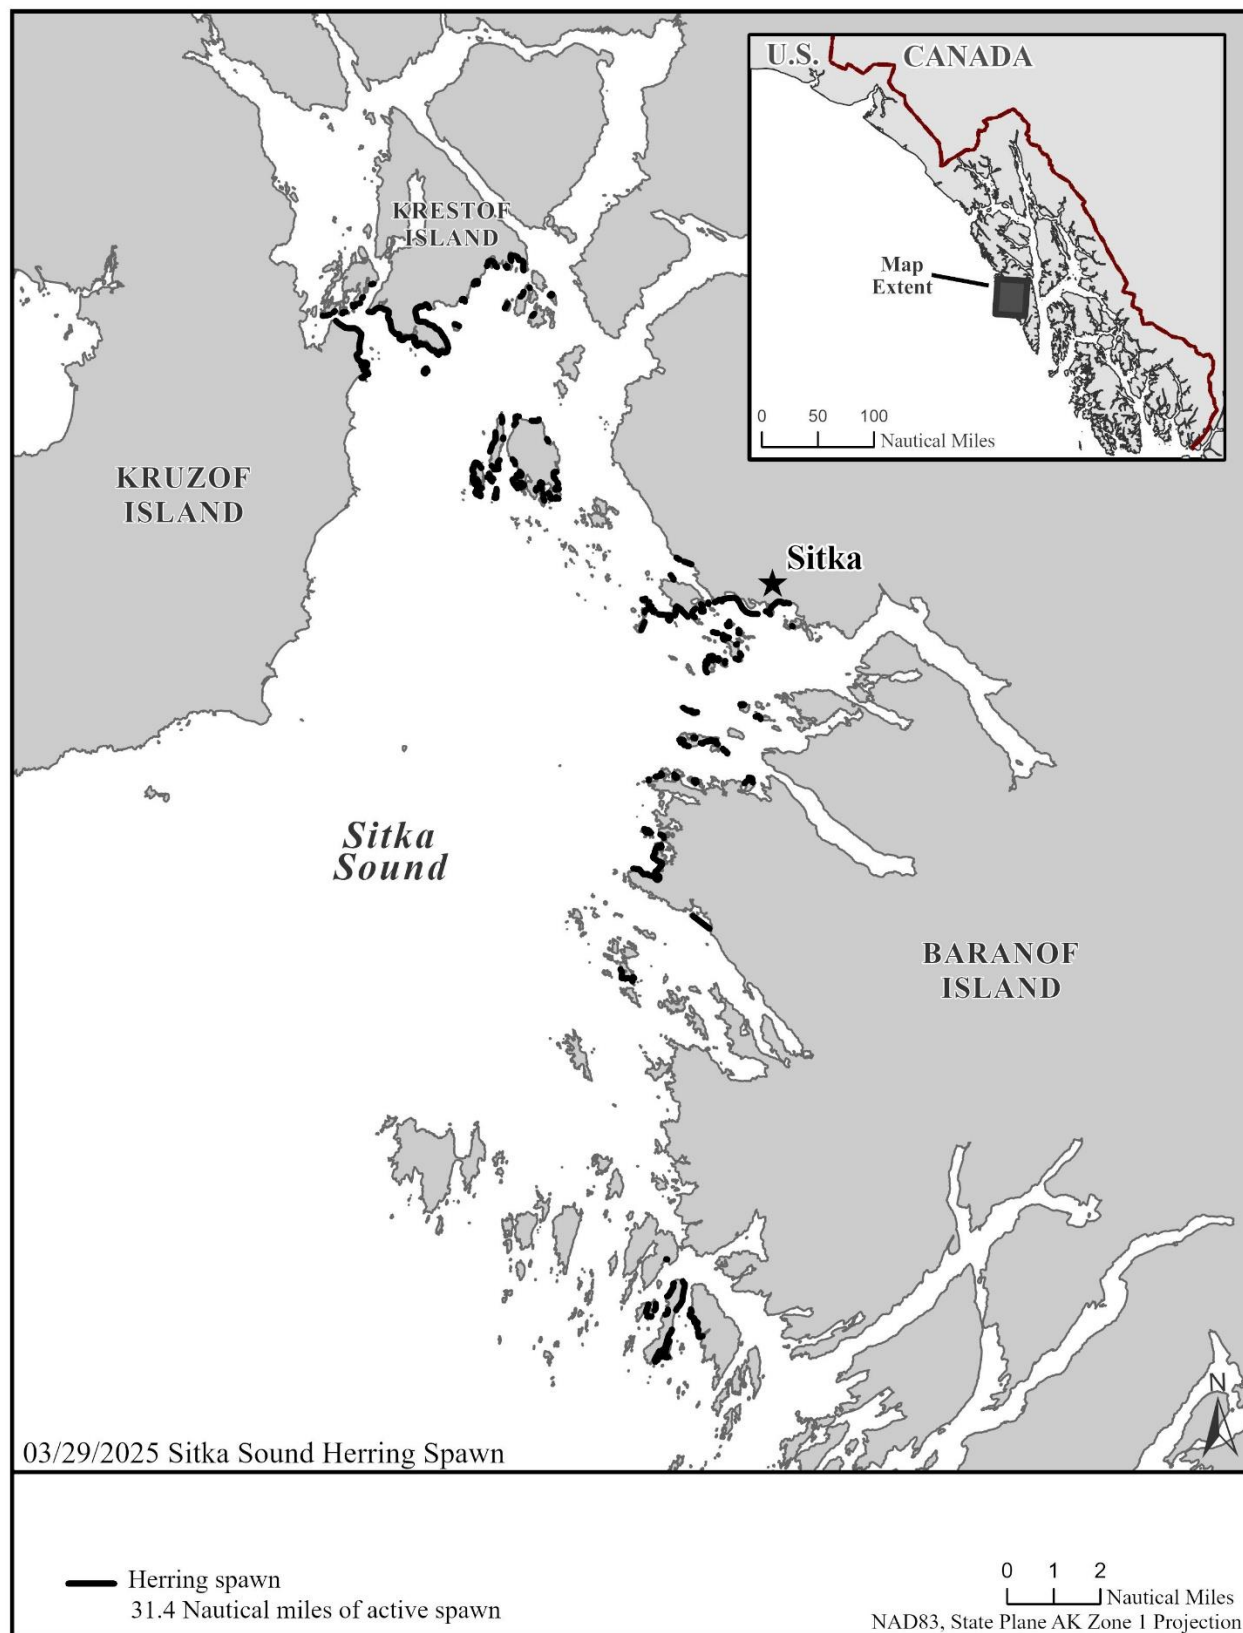 U.S. CANADA
Map
Extent
0 50 100
Nautical Miles
KRESTOF
ISLAND
KRUZOF
ISLAND
Sitka
Sitka
Sound
BARANOF
ISLAND
N
03/29/2025 Sitka Sound Herring Spawn
Herring spawn
31.4 Nautical miles of active spawn
0 1 2
Nautical Miles
NAD83, State Plane AK Zone 1 Projection